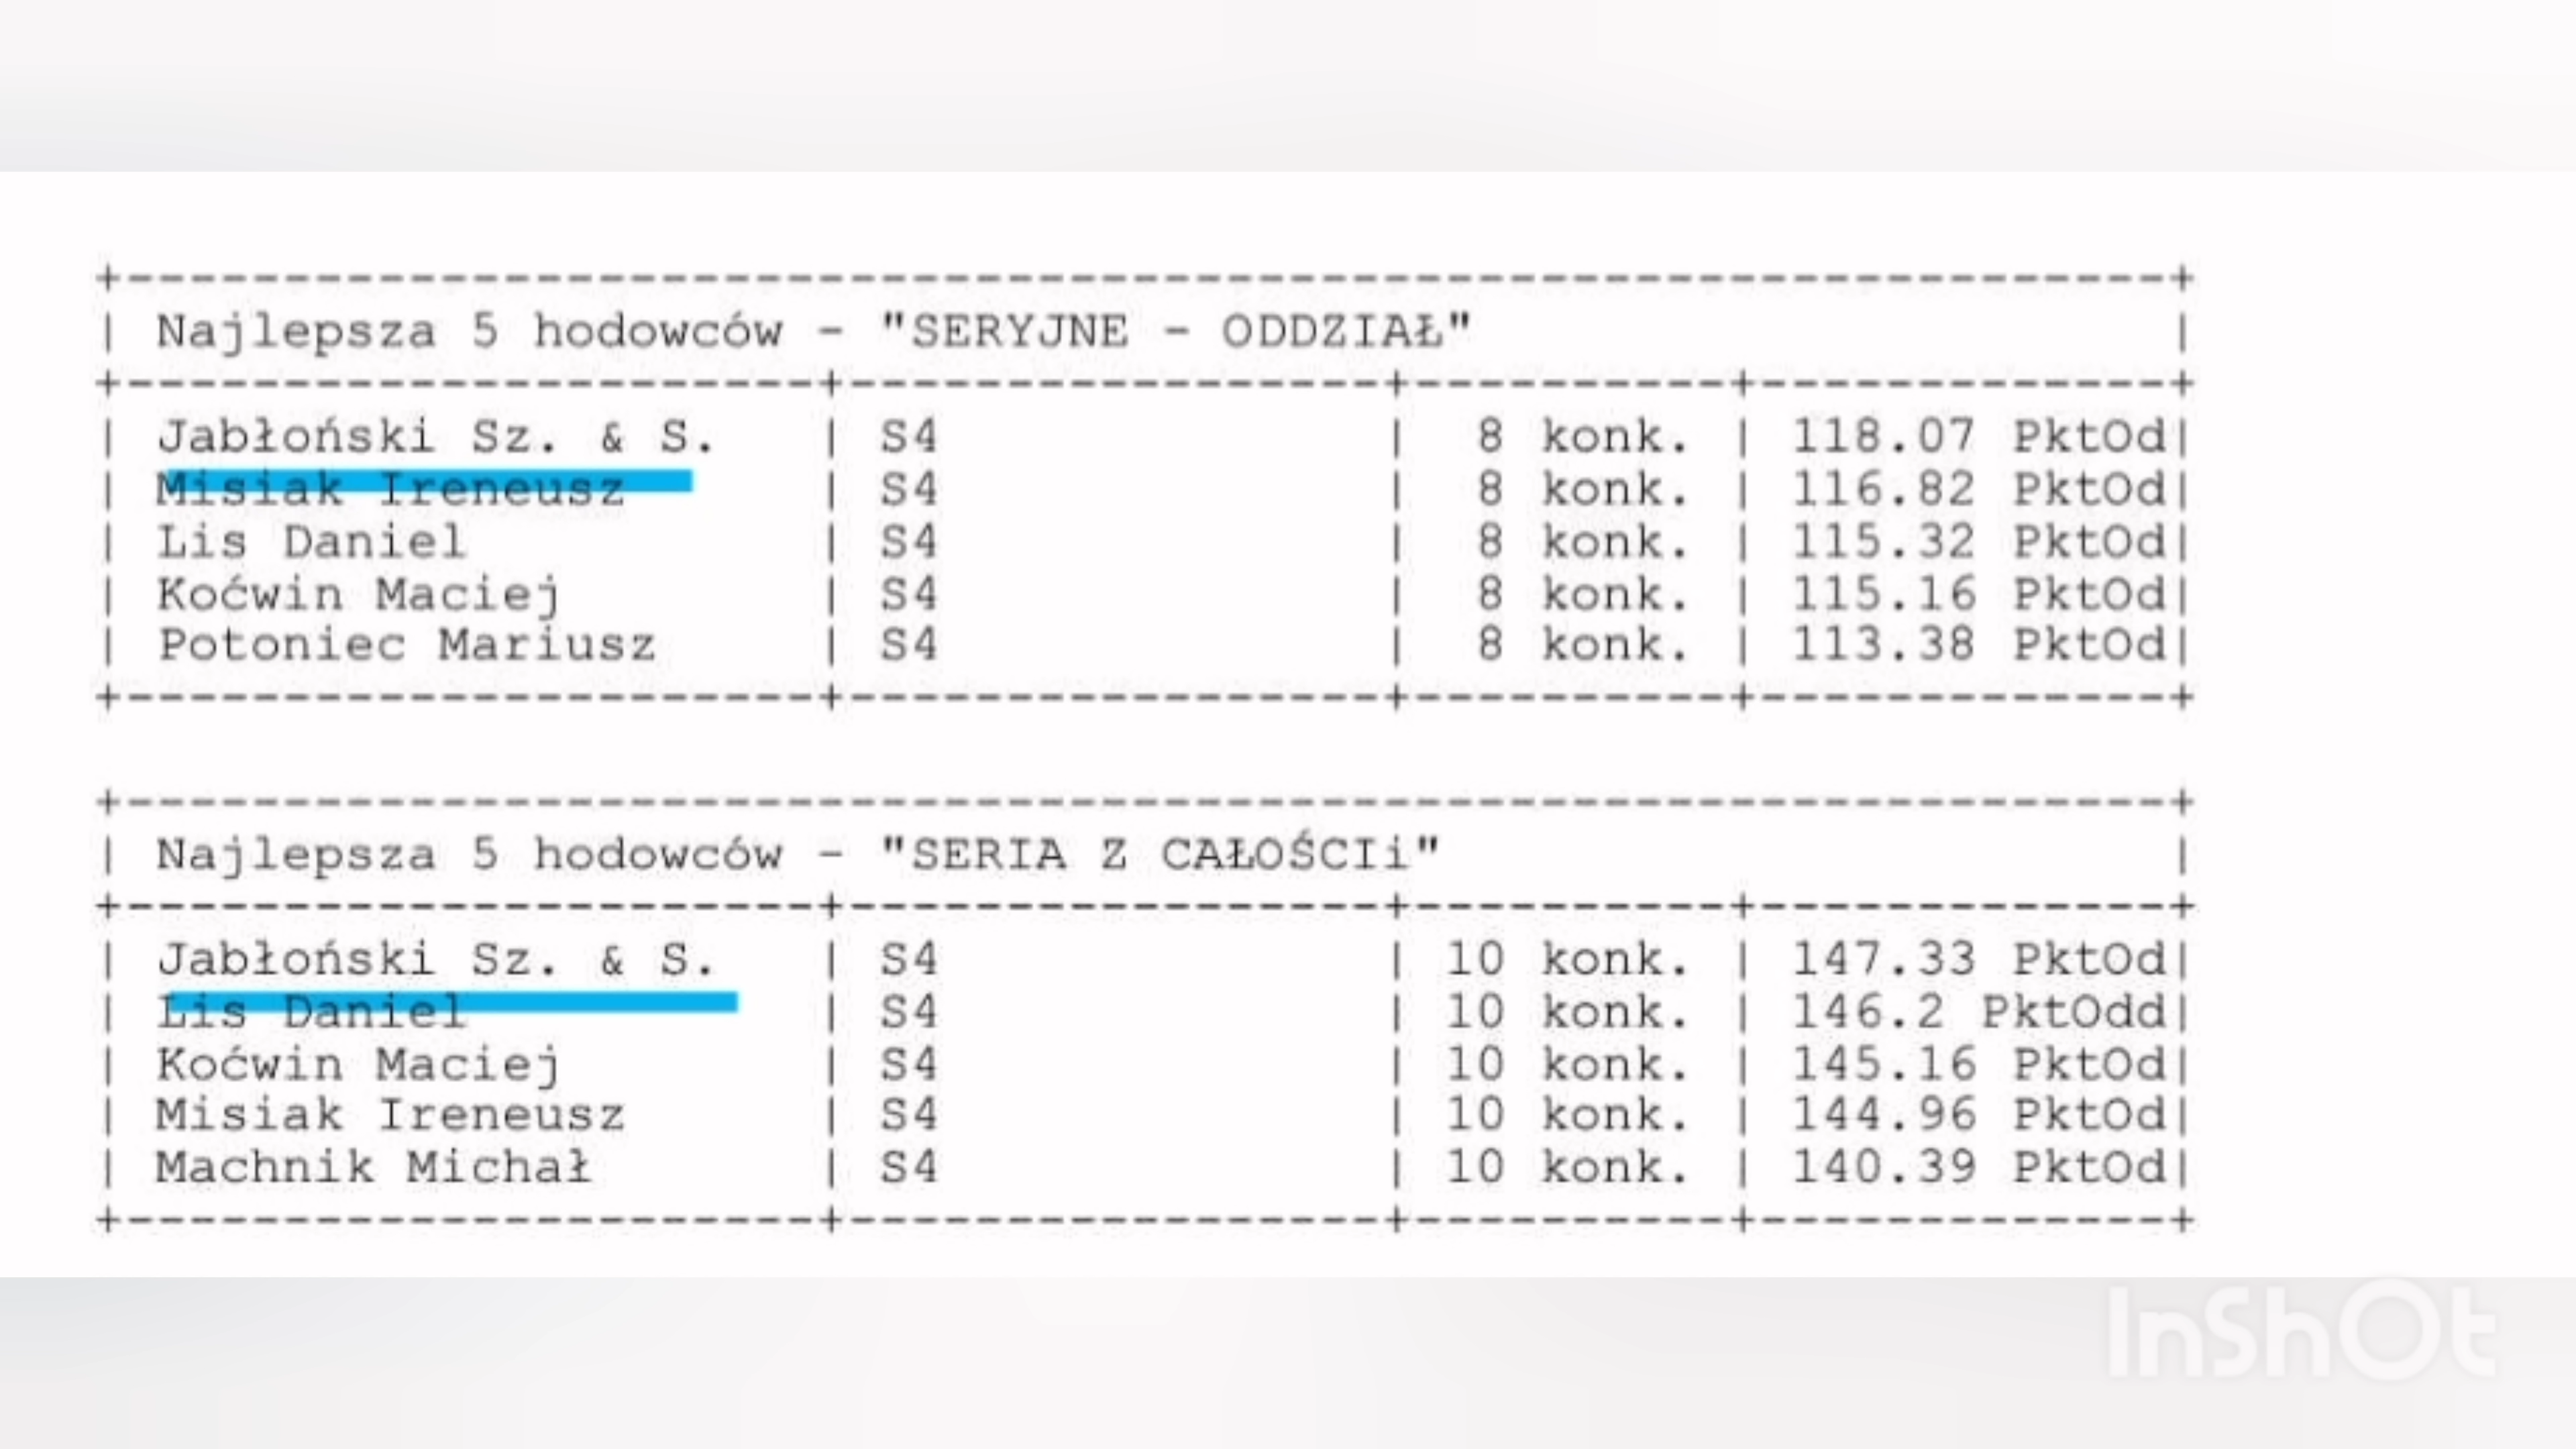 +------------------------------------------------------------------+
| Najlepsza 5 hodowców - "SERYJNE - ODDZIAŁ" |
+----------------------+-----------------+----------+-------------+
| Jabłoński Sz. & S. | S4 | 8 konk. | 118.07 PktOd|
| Misiak Ireneusz | S4 | 8 konk. | 116.82 PktOd|
| Lis Daniel | S4 | 8 konk. | 115.32 PktOd|
| Koćwin Maciej | S4 | 8 konk. | 115.16 PktOd|
| Potoniec Mariusz | S4 | 8 konk. | 113.38 PktOd|
+----------------------+-----------------+----------+-------------+
+------------------------------------------------------------------+
| Najlepsza 5 hodowców - "SERIA Z CAŁOŚCIi" |
+----------------------+-----------------+----------+-------------+
| Jabłoński Sz. & S. | S4 | 10 konk. | 147.33 PktOd|
| Lis Daniel | S4 | 10 konk. | 146.2 PktOdd|
| Koćwin Maciej | S4 | 10 konk. | 145.16 PktOd|
| Misiak Ireneusz | S4 | 10 konk. | 144.96 PktOd|
| Machnik Michał | S4 | 10 konk. | 140.39 PktOd|
+----------------------+-----------------+----------+-------------+
InShOt